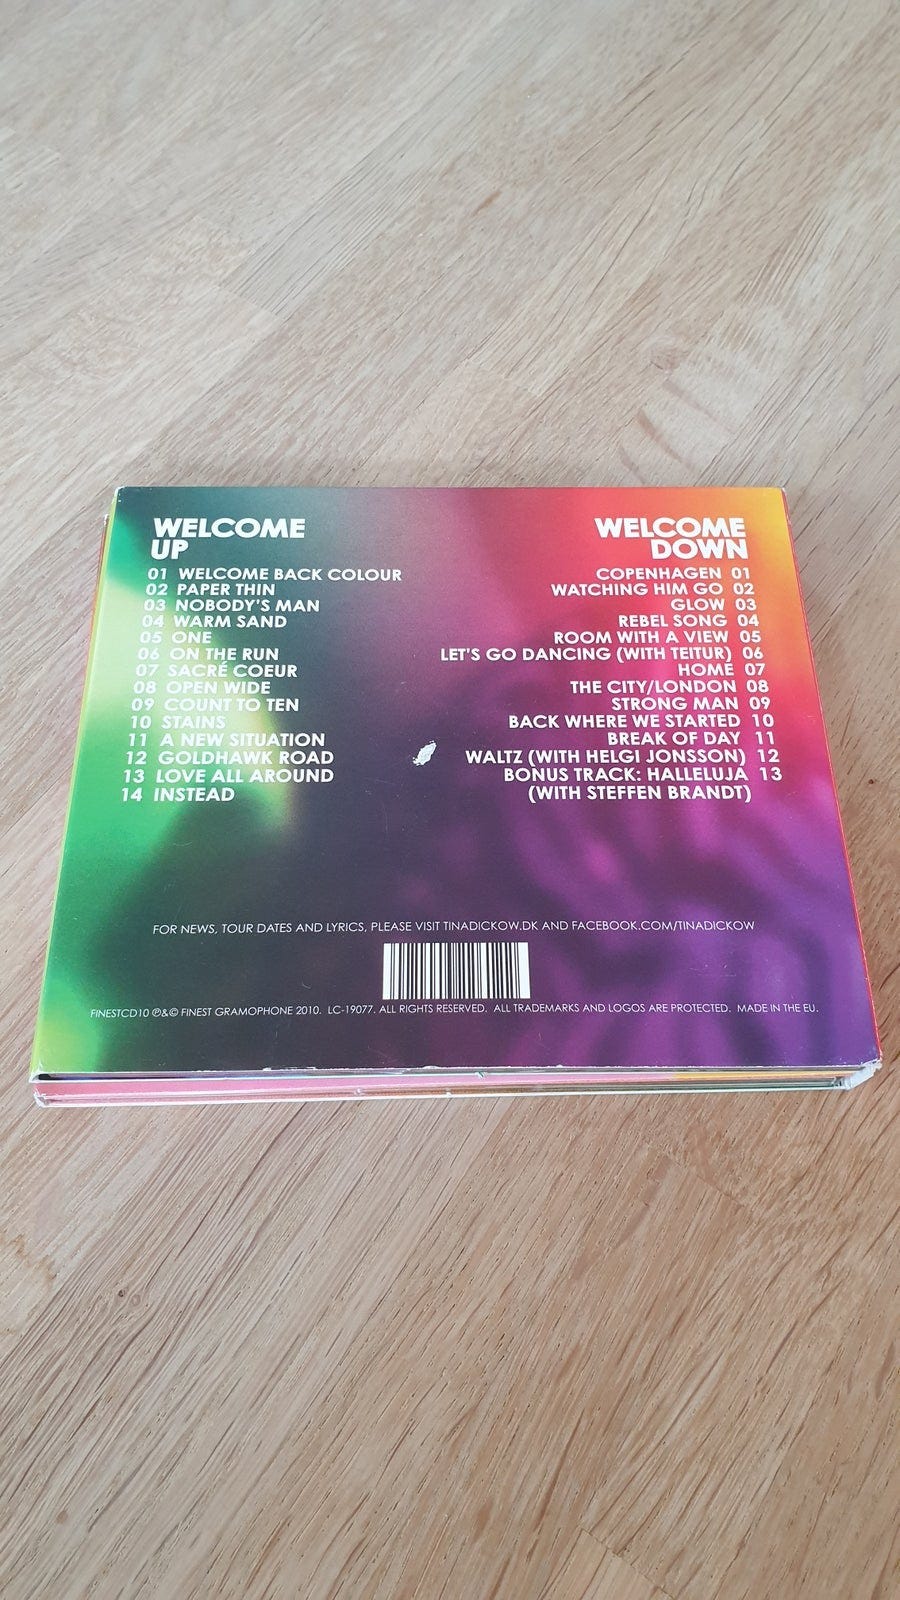 WELCOME
UP
01 WELCOME BACK COLOUR
02 PAPER THIN
03 NOBODY'S MAN
04 WARM SAND
05 ONE
06 ON THE RUN
07 SACRÉ COEUR
08 OPEN WIDE
09 COUNT TO TEN
10 STAINS
11 A NEW SITUATION
12 GOLDHAWK ROAD
13 LOVE ALL AROUND
14 INSTEAD
WELCOME
DOWN
COPENHAGEN 01
WATCHING HIM GO 02
GLOW 03
REBEL SONG 04
ROOM WITH A VIEW 05
LET'S GO DANCING (WITH TEITUR) 06
HOME 07
THE CITY/LONDON 08
STRONG MAN 09
BACK WHERE WE STARTED 10
BREAK OF DAY 11
WALTZ (WITH HELGI JONSSON) 12
BONUS TRACK: HALLELUJA 13
(WITH STEFFEN BRANDT)
FOR NEWS, TOUR DATES AND LYRICS, PLEASE VISIT TINADICKOW.DK AND FACEBOOK.COM/TINADICKOW
FINESTCD10 ℗&© FINEST GRAMOPHONE 2010. LC-19077. ALL RIGHTS RESERVED. ALL TRADEMARKS AND LOGOS ARE PROTECTED. MADE IN THE EU.